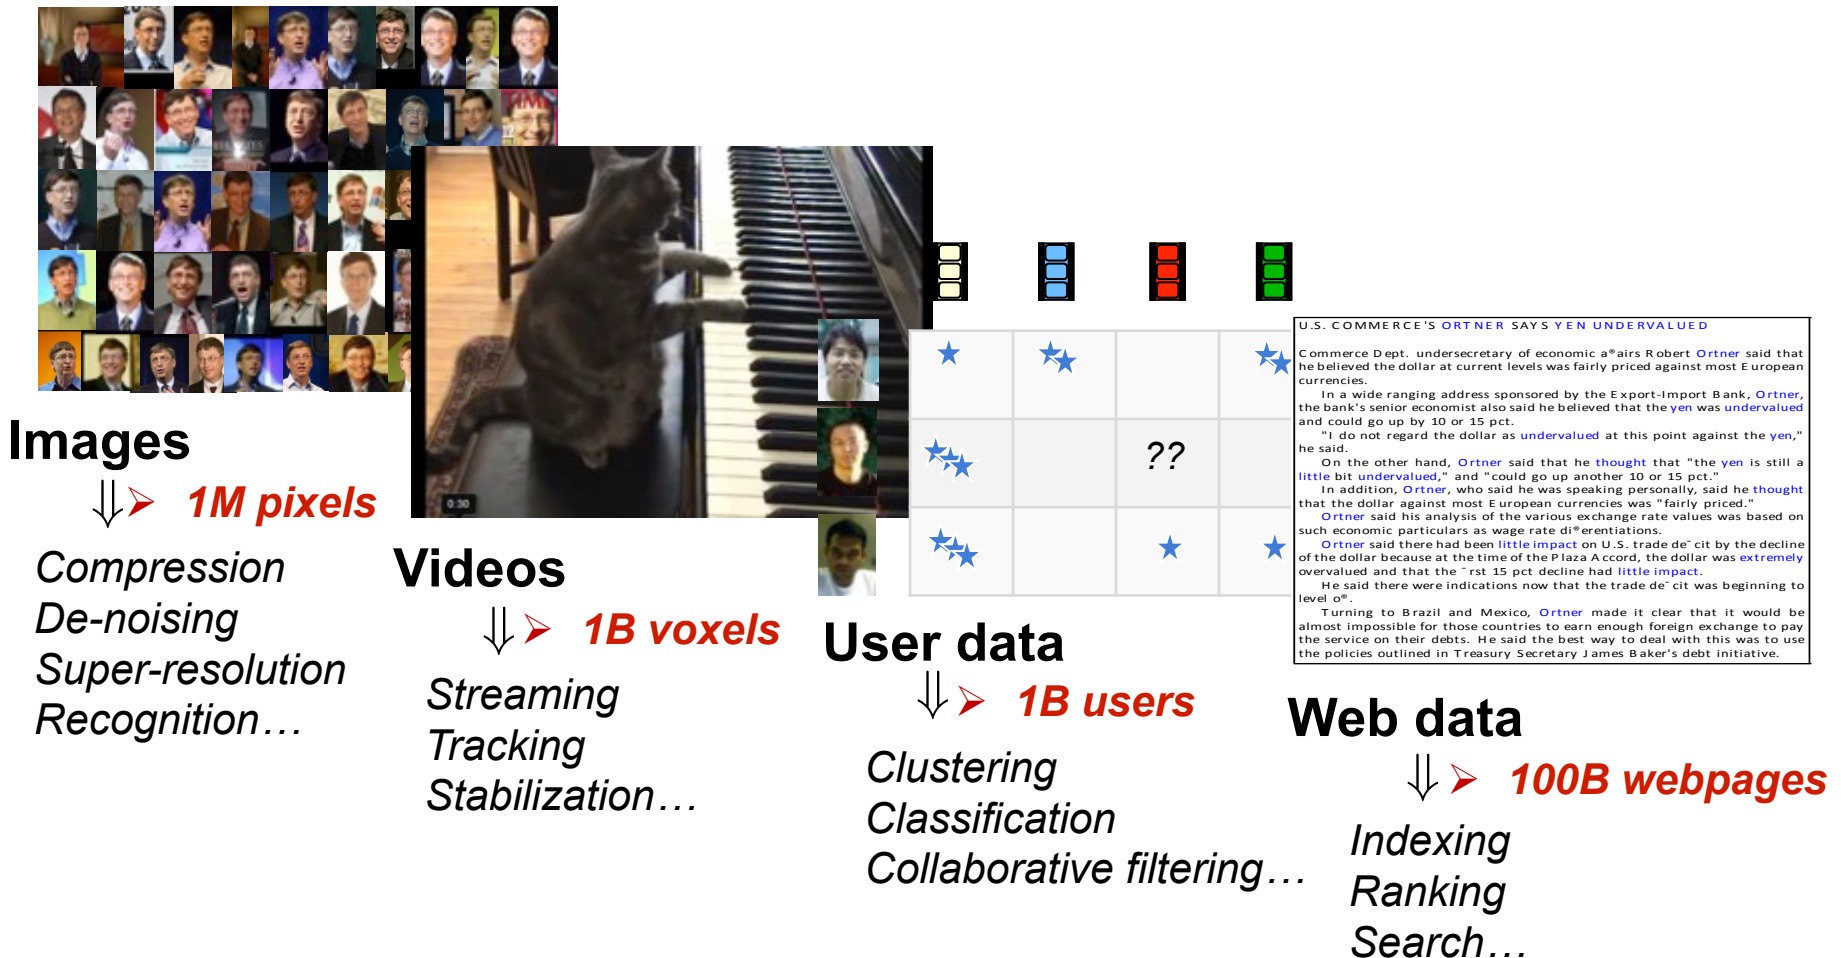 TIME
0:30
Images
➢ 1M pixels
Compression
De-noising
Super-resolution
Recognition…
Videos
➢ 1B voxels
Streaming
Tracking
Stabilization…
??
User data
➢ 1B users
Clustering
Classification
Collaborative filtering…
U.S. COMMERCE'S ORTNER SAYS YEN UNDERVALUED
Commerce Dept. undersecretary of economic a®airs Robert Ortner said that
he believed the dollar at current levels was fairly priced against most European
currencies.
In a wide ranging address sponsored by the Export-Import Bank, Ortner,
the bank's senior economist also said he believed that the yen was undervalued
and could go up by 10 or 15 pct.
"I do not regard the dollar as undervalued at this point against the yen,"
he said.
On the other hand, Ortner said that he thought that "the yen is still a
little bit undervalued," and "could go up another 10 or 15 pct."
In addition, Ortner, who said he was speaking personally, said he thought
that the dollar against most European currencies was "fairly priced."
Ortner said his analysis of the various exchange rate values was based on
such economic particulars as wage rate di®erentiations.
Ortner said there had been little impact on U.S. trade de¯cit by the decline
of the dollar because at the time of the Plaza Accord, the dollar was extremely
overvalued and that the ¯rst 15 pct decline had little impact.
He said there were indications now that the trade de¯cit was beginning to
level o®.
Turning to Brazil and Mexico, Ortner made it clear that it would be
almost impossible for those countries to earn enough foreign exchange to pay
the service on their debts. He said the best way to deal with this was to use
the policies outlined in Treasury Secretary James Baker's debt initiative.
Web data
➢ 100B webpages
Indexing
Ranking
Search…